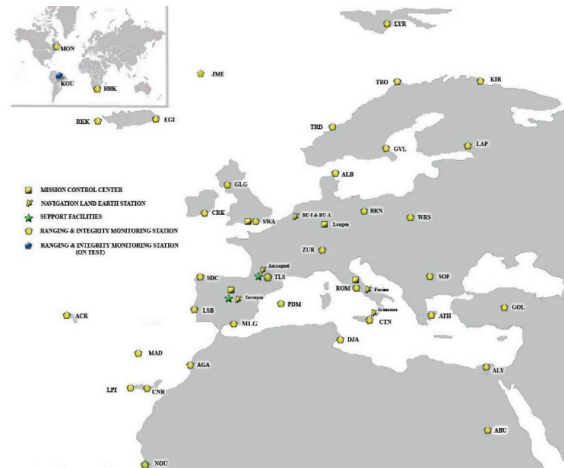 LYR
MON
JME
TRO
KIR
KOU
HBK
RKK
EGI
TRD
GVL
LAP
ALB
MISSION CONTROL CENTER
NAVIGATION LAND EARTH STATION
SUPPORT FACILITIES
RANGING & INTEGRITY MONITORING STATION
RANGING & INTEGRITY MONITORING STATION
(ON TEST)
GLG
CRK
SWA
BRN
WRS
Langen
ZUR
Aussaguel
TLS
SDC
SOF
ROM
Fucino
Torrejon
PDM
Scanzano
LSB
GOL
ACR
MLG
CTN
ATH
DJA
MAD
AGA
ALY
LPI
CNR
ABU
NOU